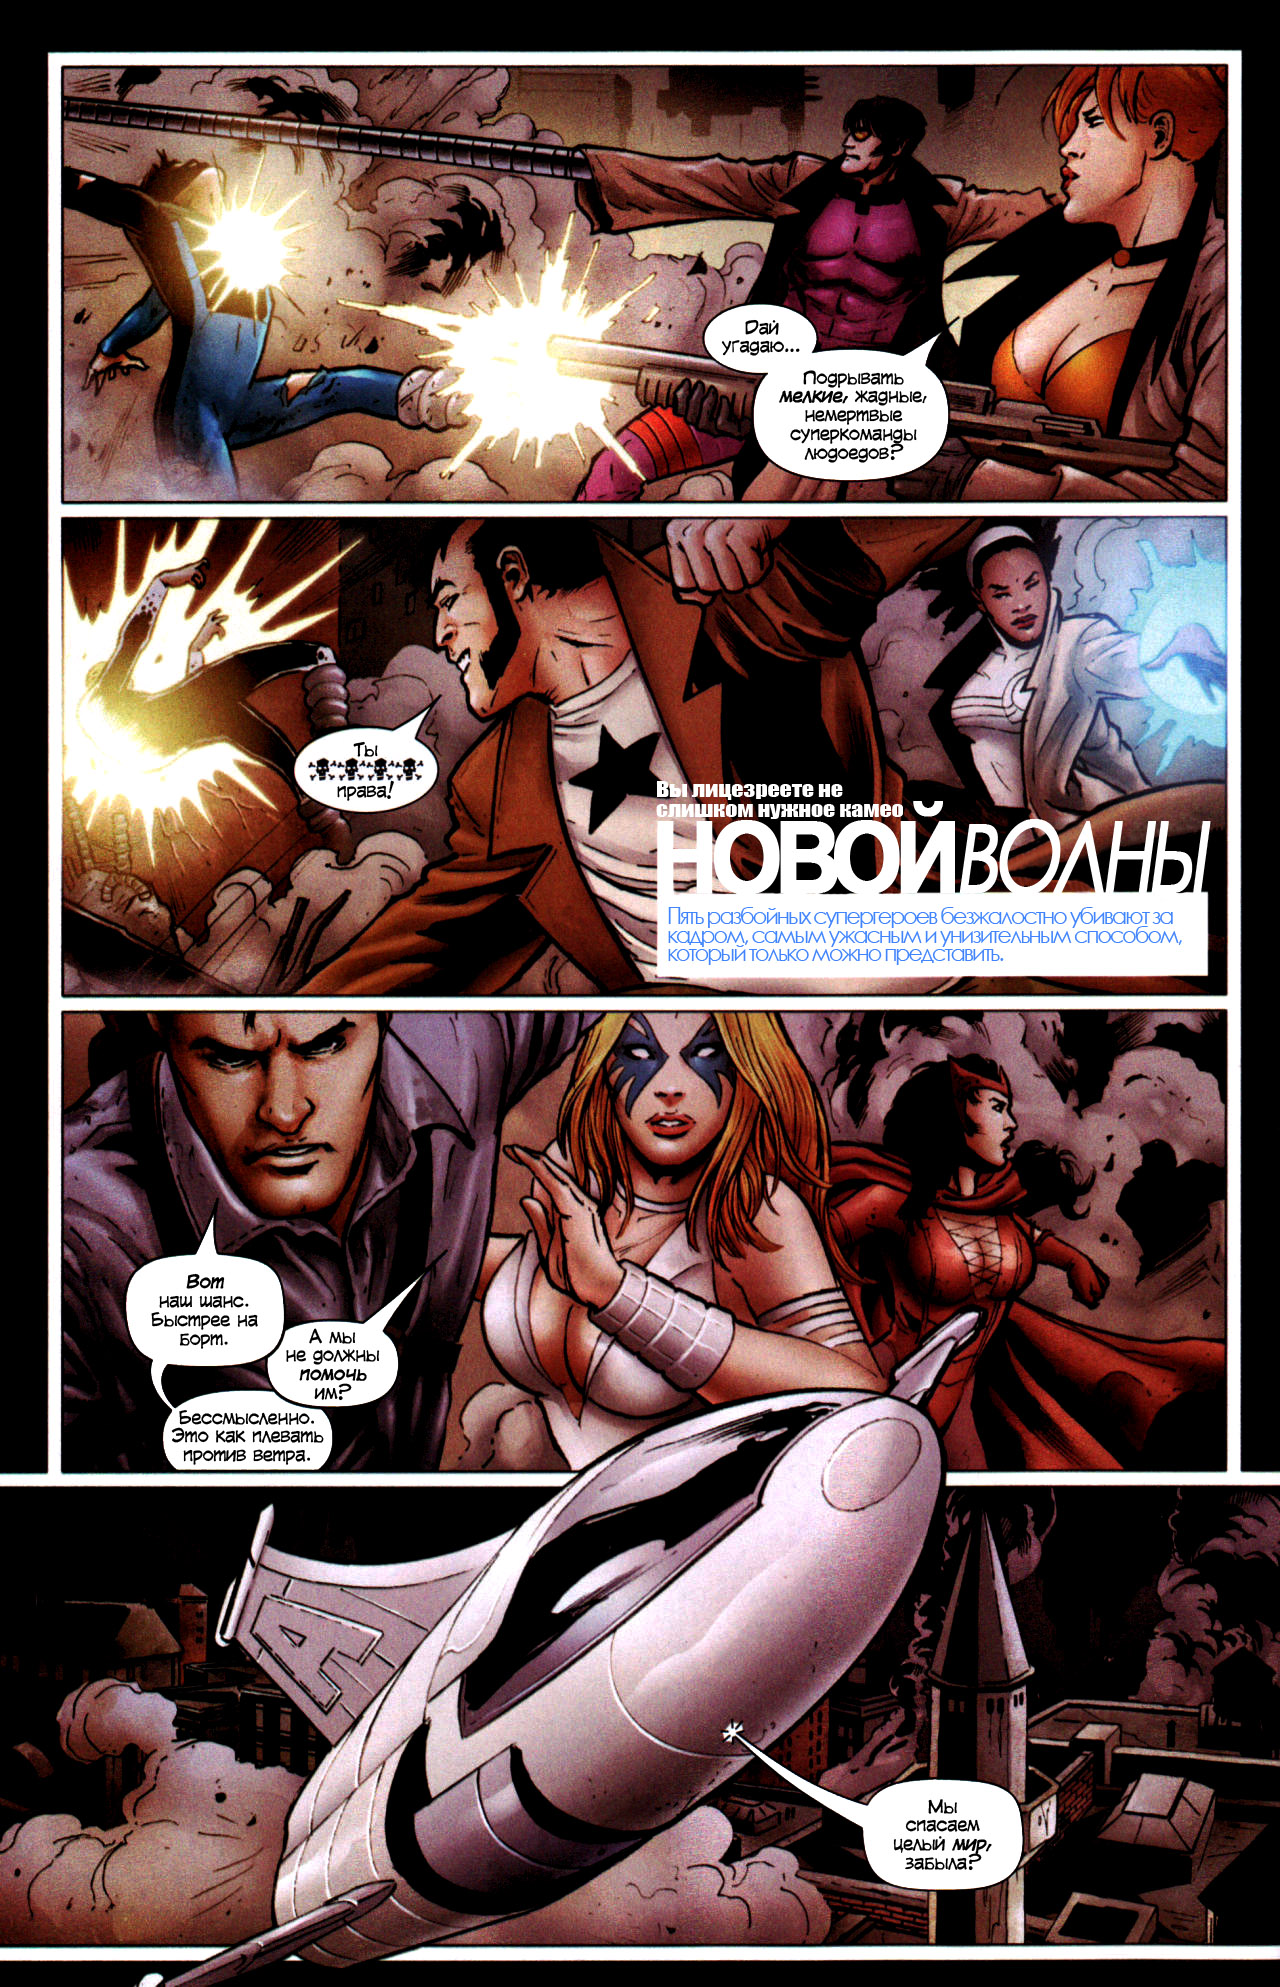 Дай
угадаю...
Подрывать
мелкие, жадные,
немертвые
суперкоманды
людоедов?
Ты
права!
Вы лицезреете не
слишком нужное камео
НОВОЙ ВОЛНЫ
Пять разбойных супергероев безжалостно убивают за
кадром, самым ужасным и унизительным способом,
который только можно представить.
Вот
наш шанс.
Быстрее на
борт.
А мы
не должны
помочь
им?
Бессмысленно.
Это как плевать
против ветра.
A
Мы
спасаем
целый мир,
забыла?